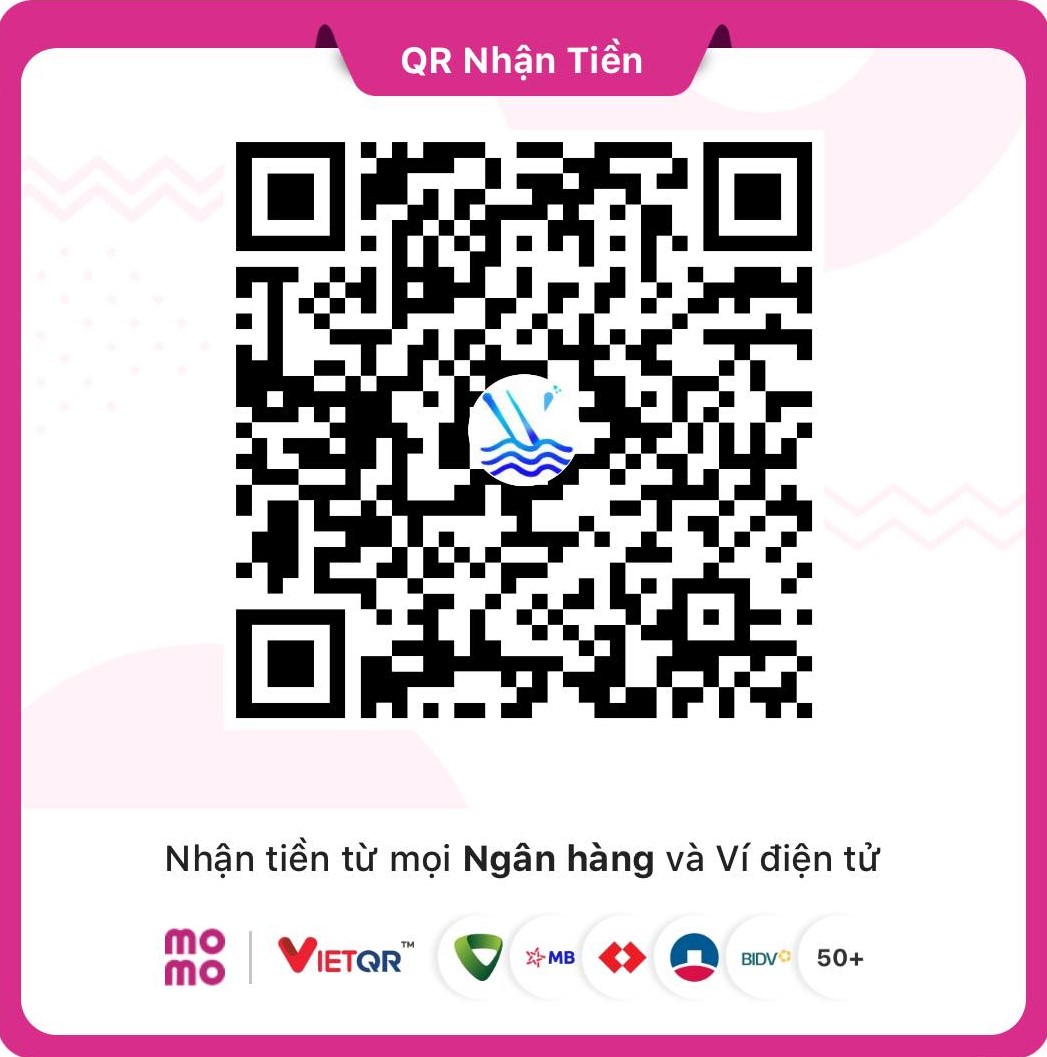 QR Nhận Tiền
Nhận tiền từ mọi Ngân hàng và Ví điện tử
mo
mo
VIETQR™
MB
BIDV
50+